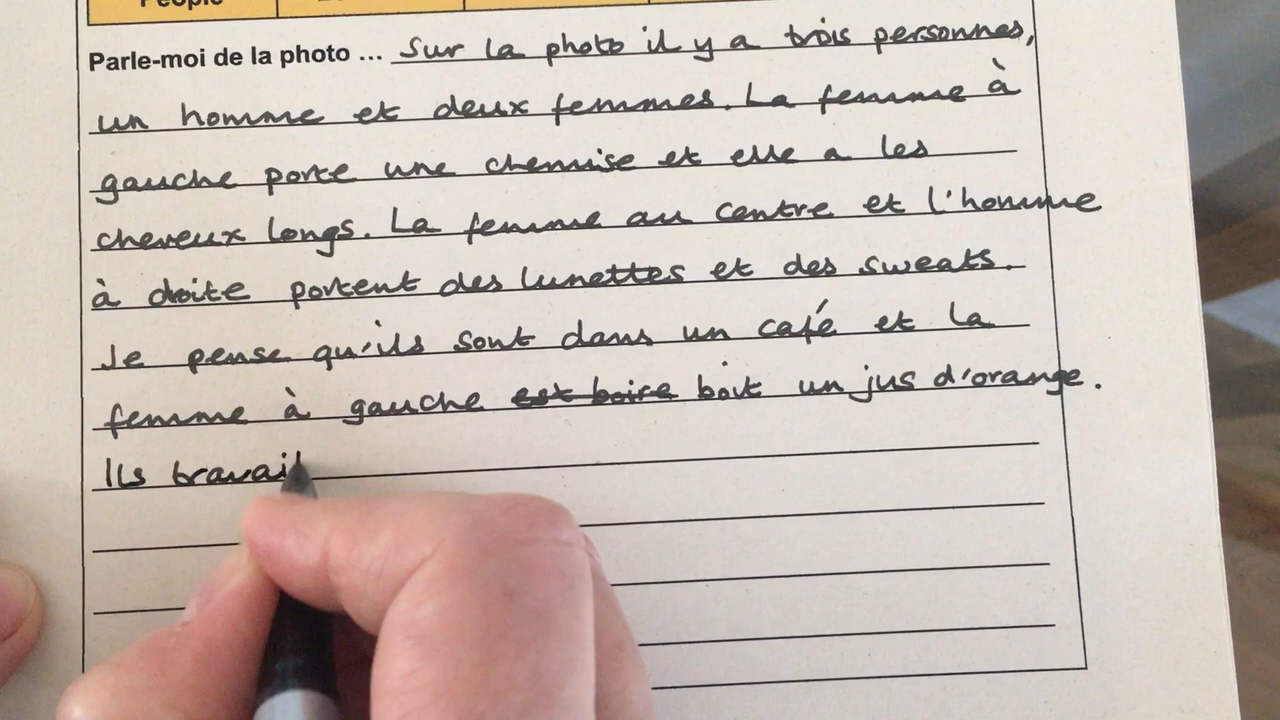 People
Parle-moi de la photo ... Sur la photo il y a trois personnes,
un homme et deux femmes. La femme à
gauche porte une chemise et elle a les
cheveux longs. La femme au centre et l'homme
à droite portent des lunettes et des sweats.
Je pense qu'ils sont dans un café et la
femme à gauche est boire boit un jus d'orange.
Ils travail